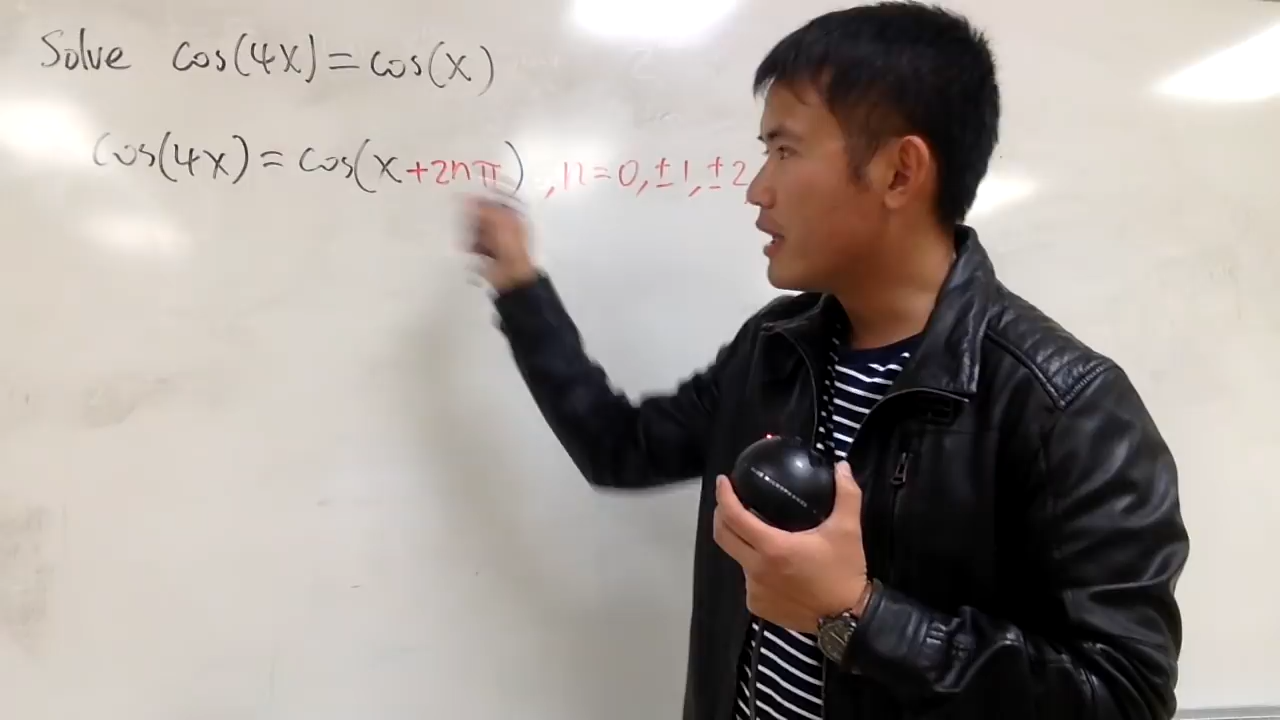 Solve cos(4x)=cos(x)
cos(4x)=cos(x+2nπ), n=0,±1,±2,